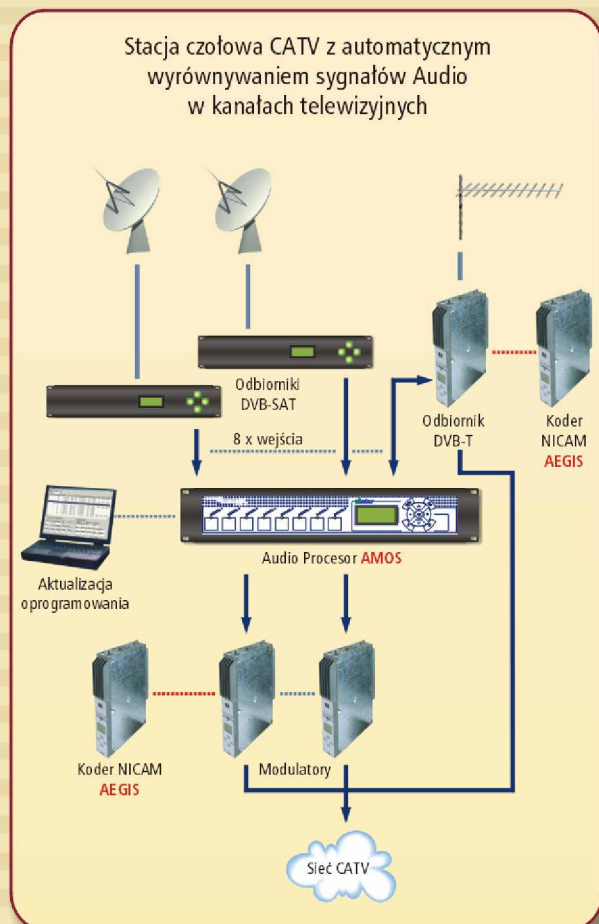 Stacja czołowa CATV z automatycznym
wyrównywaniem sygnałów Audio
w kanałach telewizyjnych
Odbiorniki
DVB-SAT
Odbiornik
DVB-T
Koder
NICAM
AEGIS
8 x wejścia
Audio Procesor AMOS
Aktualizacja
oprogramowania
Koder NICAM
AEGIS
Modulatory
Sieć CATV